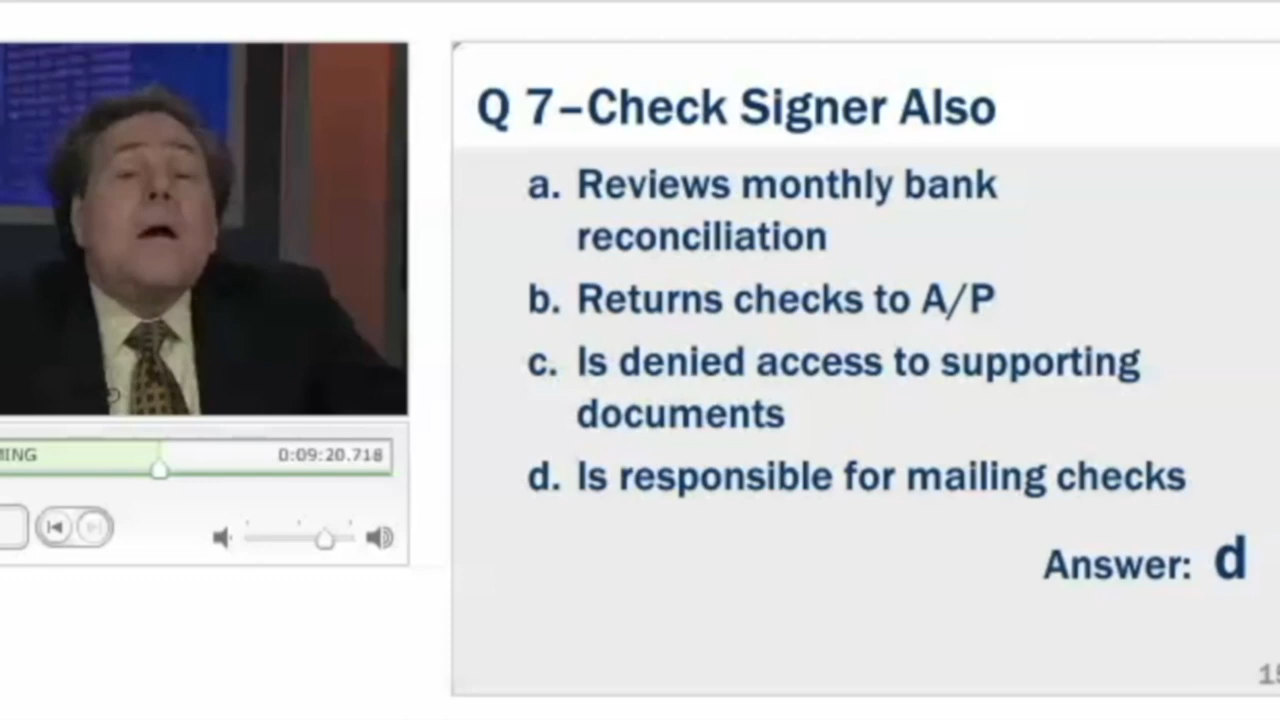 Q 7–Check Signer Also
a. Reviews monthly bank
reconciliation
b. Returns checks to A/P
c. Is denied access to supporting
documents
d. Is responsible for mailing checks
Answer: d
0:09:20.718